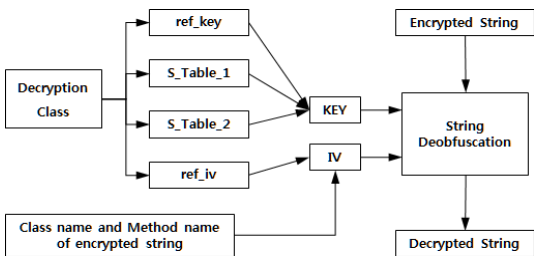 ref_key
Encrypted String
Decryption
Class
S_Table_1
S_Table_2
KEY
String
Deobfuscation
IV
ref_iv
Class name and Method name
of encrypted string
Decrypted String